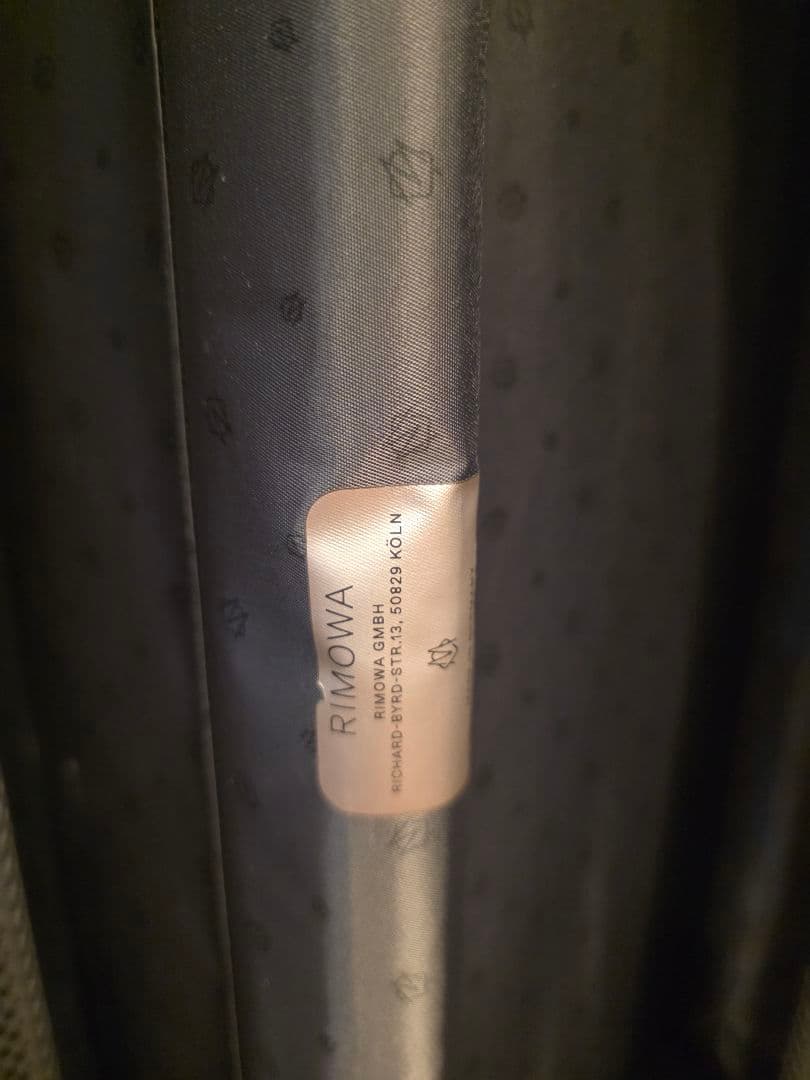 RIMOWA
RIMOWA GMBH
RICHARD-BYRD-STR.13, 50829 KÖLN